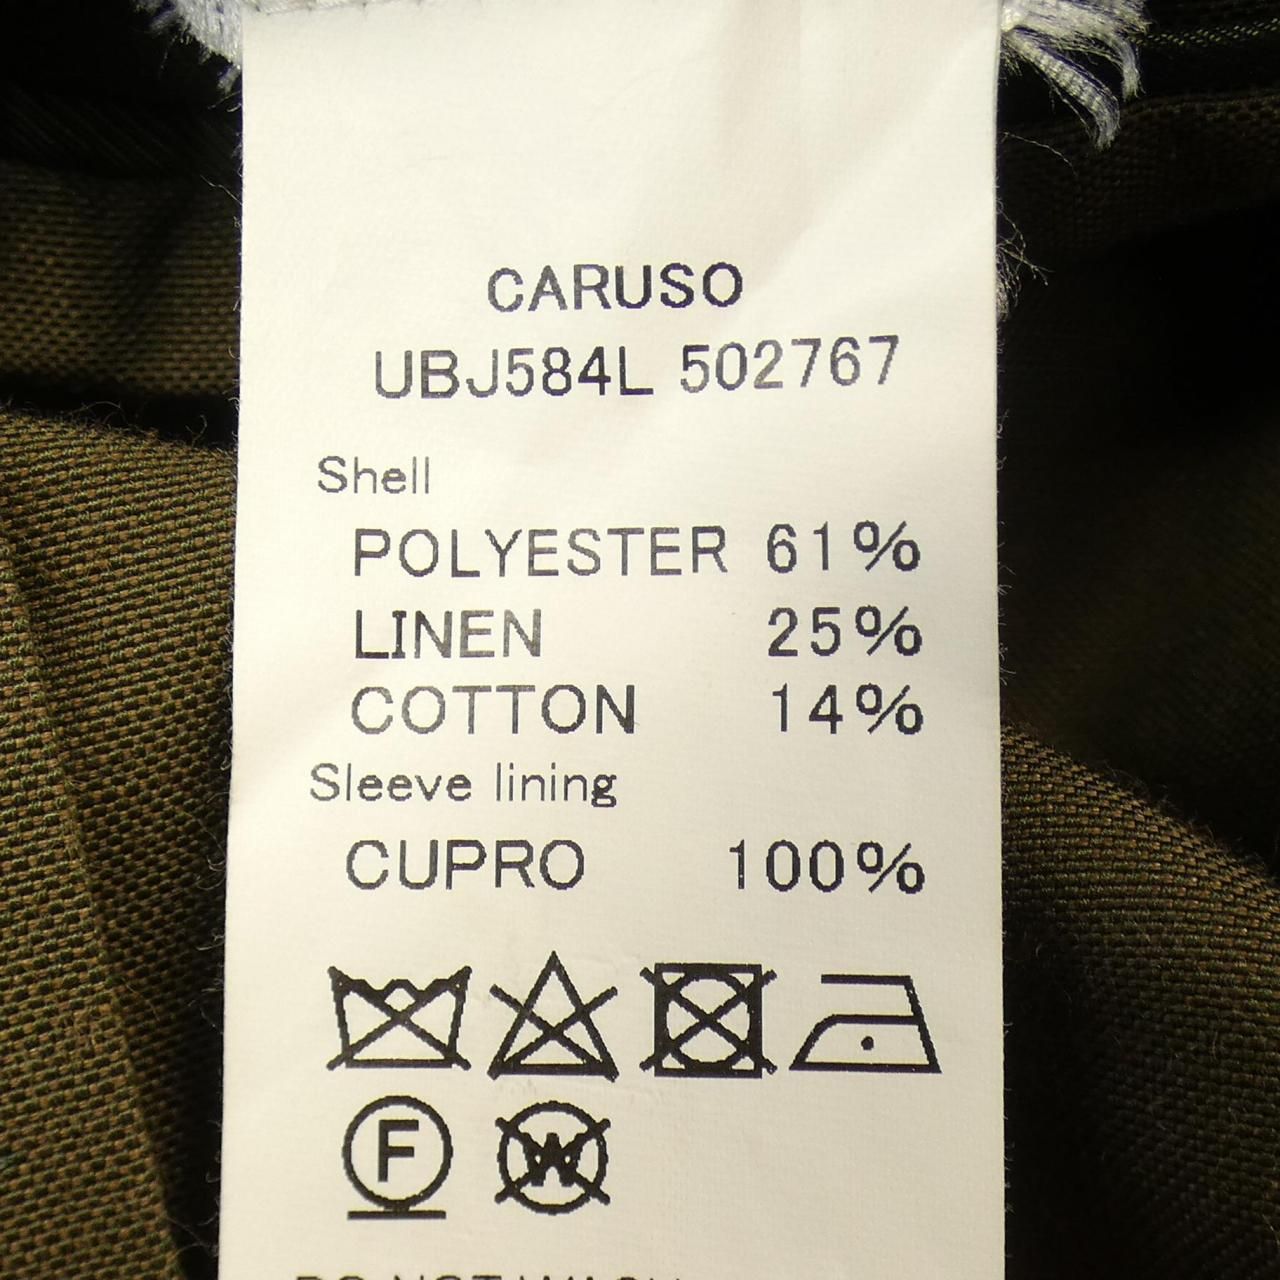 CARUSO
UBJ584L 502767
Shell
POLYESTER 61%
LINEN 25%
COTTON 14%
Sleeve lining
CUPRO 100%
F
W